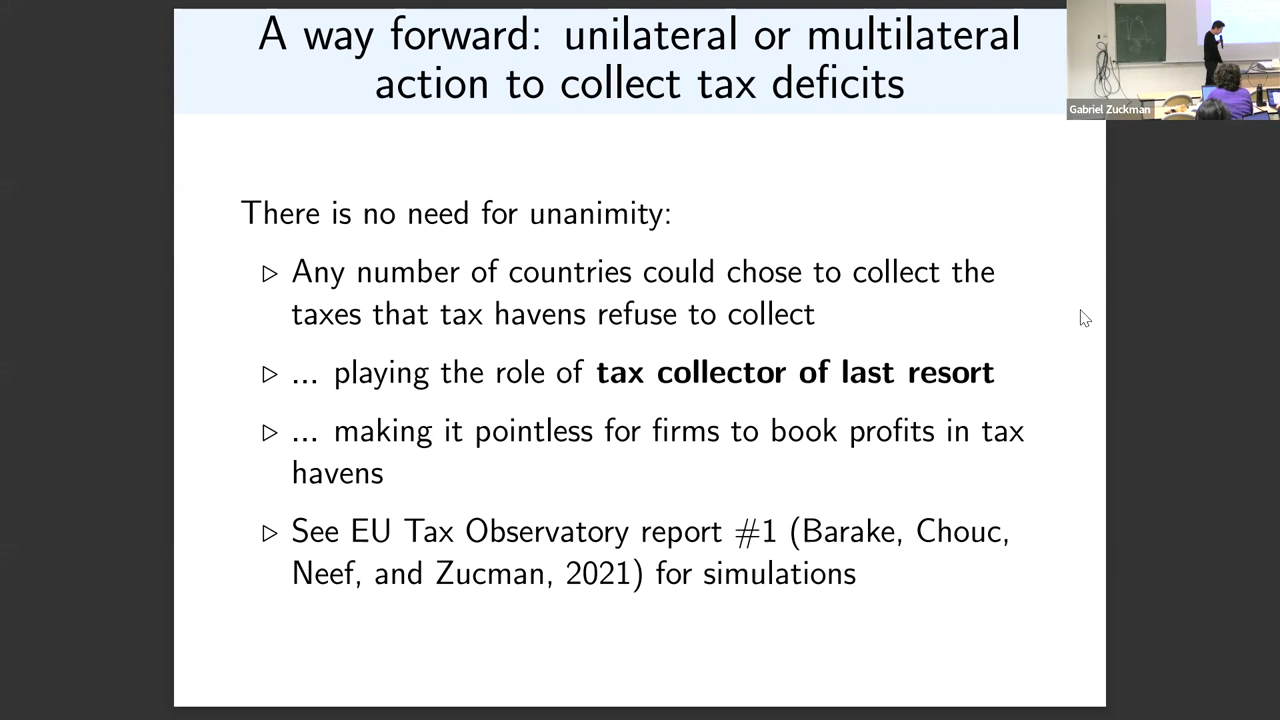 A way forward: unilateral or multilateral
action to collect tax deficits
Gabriel Zuckman
There is no need for unanimity:
▷ Any number of countries could chose to collect the
taxes that tax havens refuse to collect
▷ ... playing the role of tax collector of last resort
▷ ... making it pointless for firms to book profits in tax
havens
▷ See EU Tax Observatory report #1 (Barake, Chouc,
Neef, and Zucman, 2021) for simulations